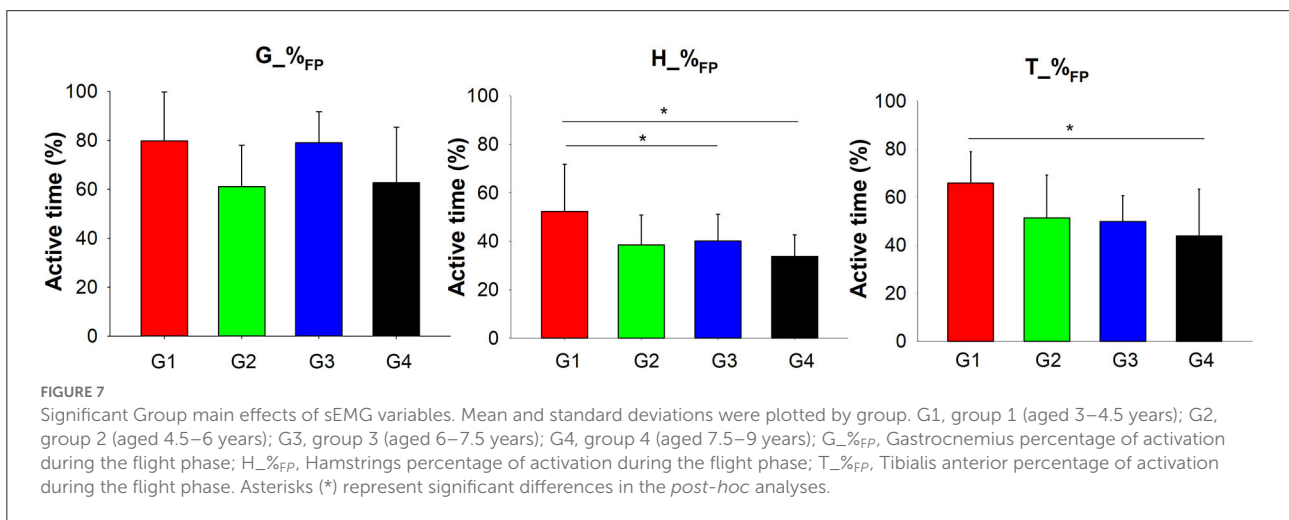 G_%FP
Active time (%)
100
80
60
40
20
0
G1 G2 G3 G4
H_%FP
Active time (%)
100
80
60
40
20
0
*
*
G1 G2 G3 G4
T_%FP
Active time (%)
100
80
60
40
20
0
*
G1 G2 G3 G4
FIGURE 7
Significant Group main effects of sEMG variables. Mean and standard deviations were plotted by group. G1, group 1 (aged 3–4.5 years); G2,
group 2 (aged 4.5–6 years); G3, group 3 (aged 6–7.5 years); G4, group 4 (aged 7.5–9 years); G_%FP, Gastrocnemius percentage of activation
during the flight phase; H_%FP, Hamstrings percentage of activation during the flight phase; T_%FP, Tibialis anterior percentage of activation
during the flight phase. Asterisks (*) represent significant differences in the post-hoc analyses.